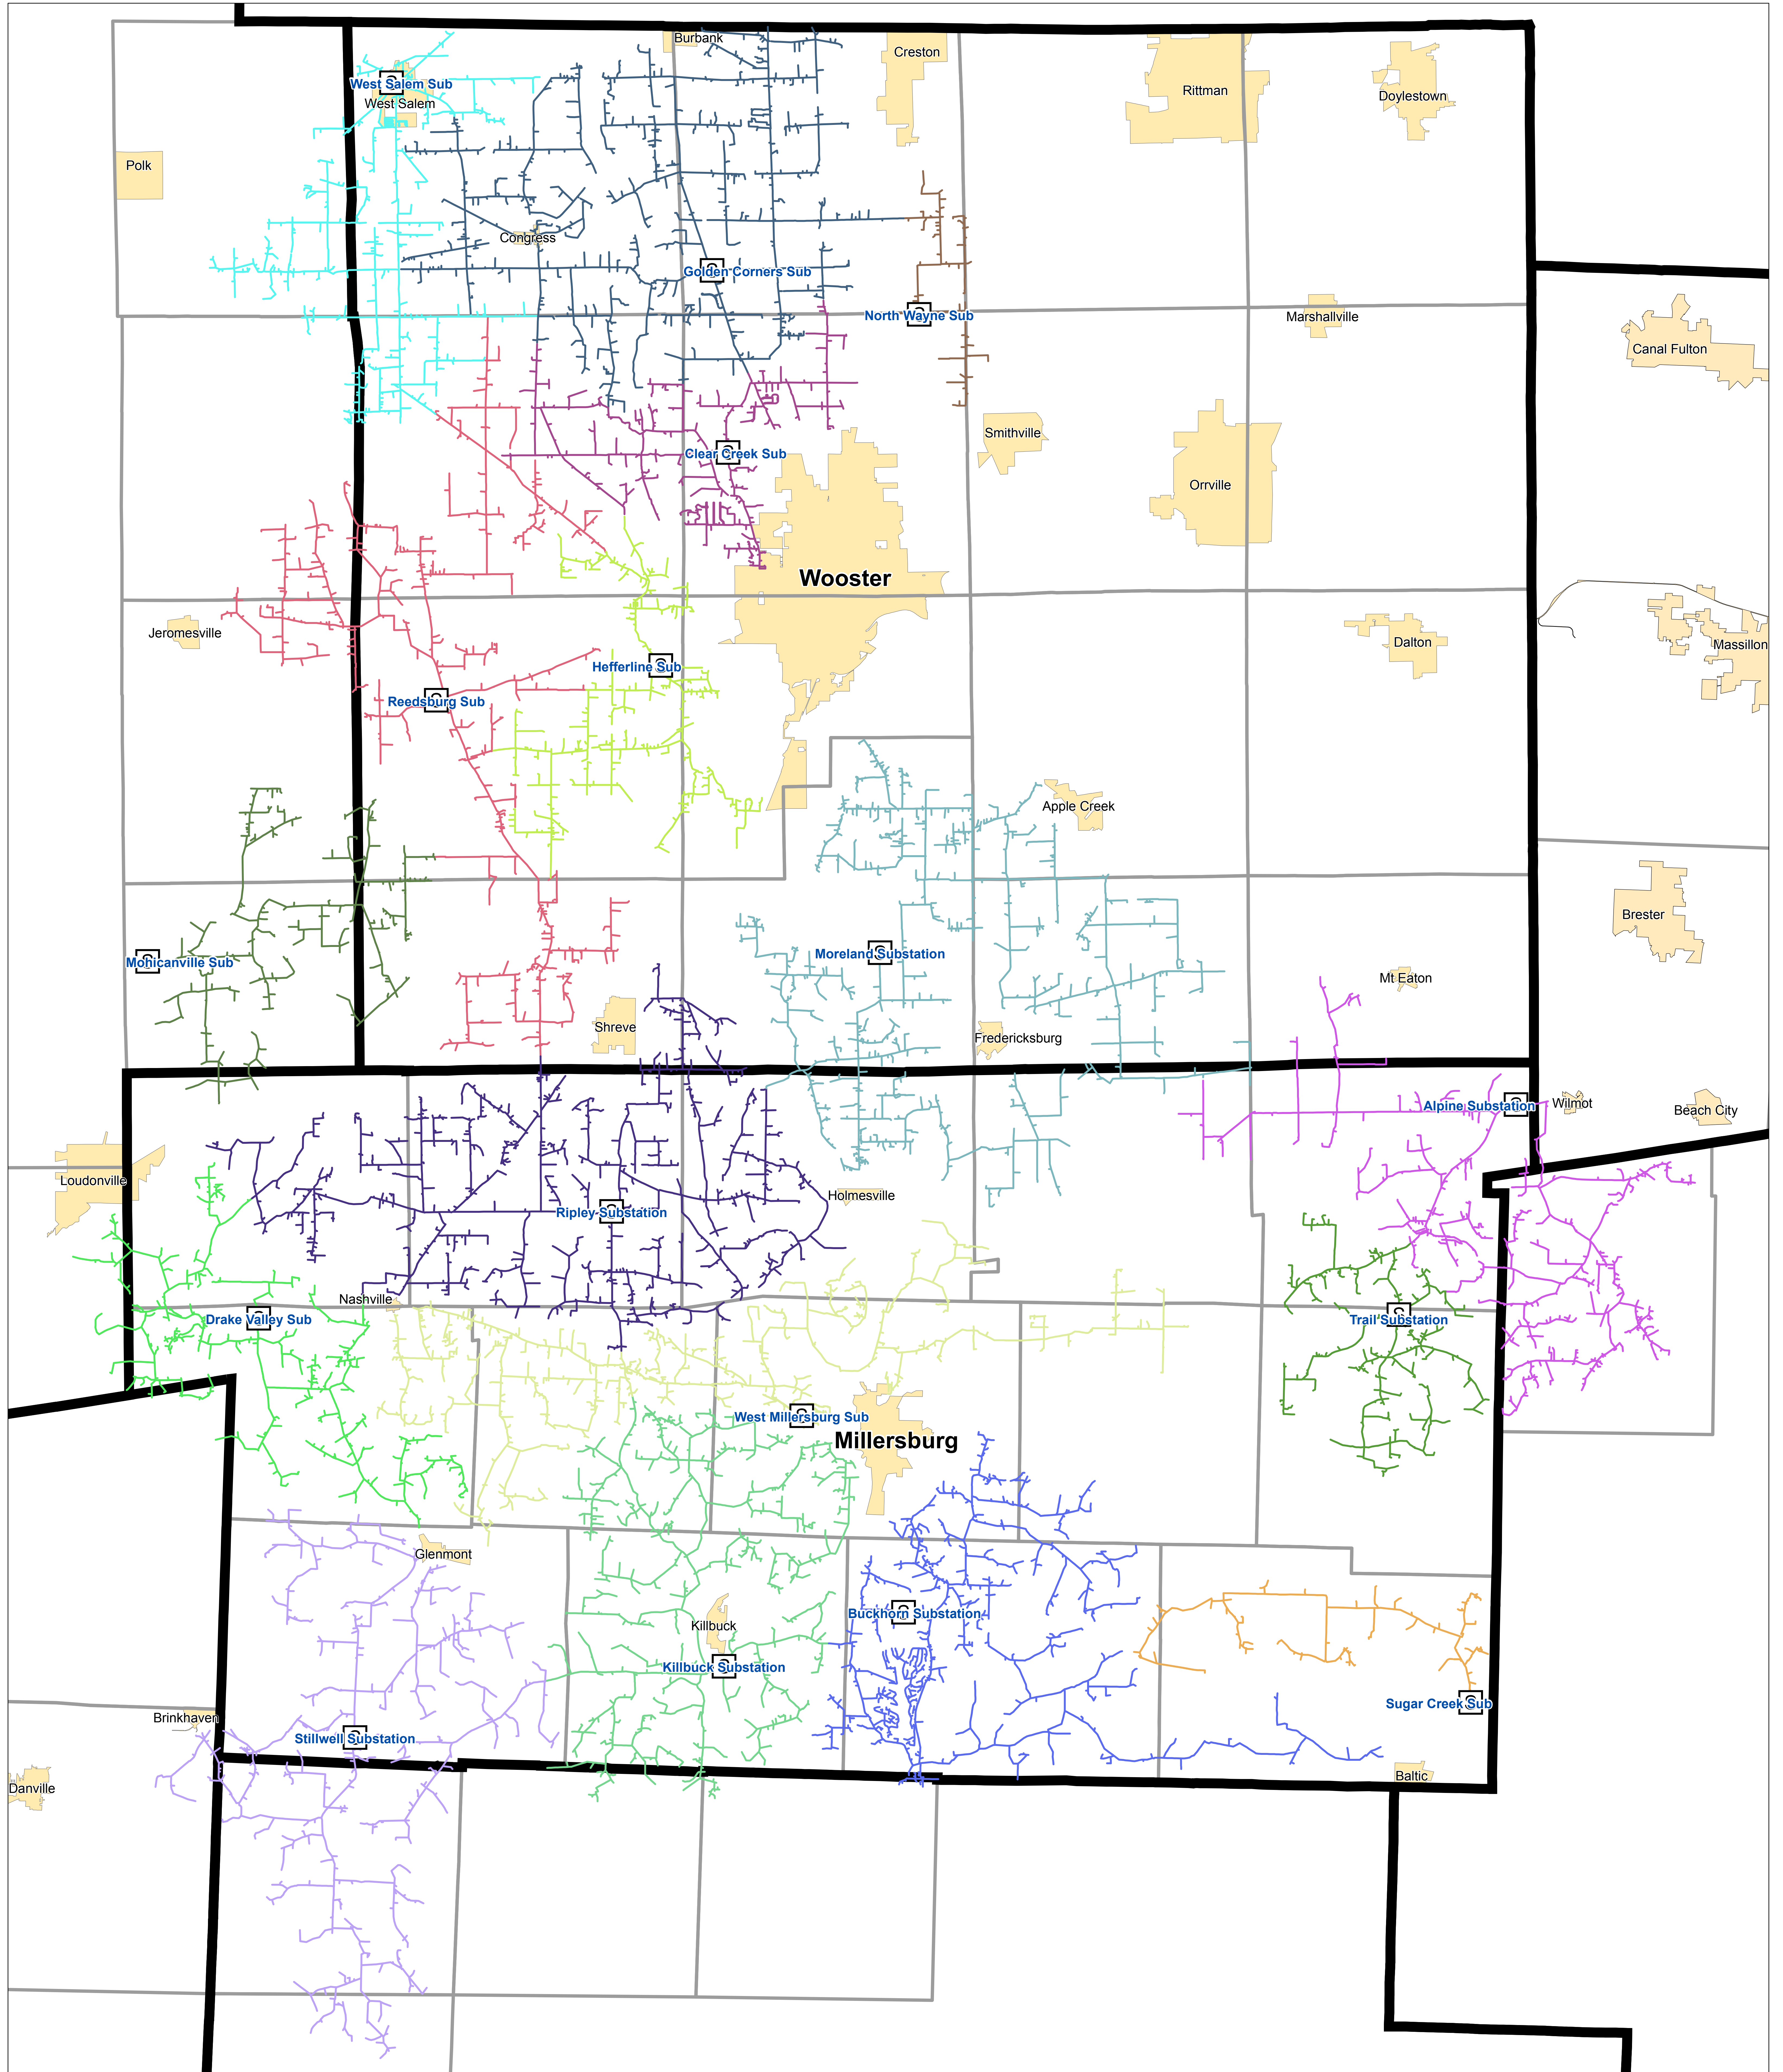 Burbank
Creston
West Salem Sub
West Salem
Rittman
Doylestown
Polk
Congress
Golden Corners Sub
North Wayne Sub
Marshallville
Canal Fulton
Smithville
Clear Creek Sub
Orrville
Wooster
Jeromesville
Dalton
Massillon
Hefferline Sub
Reedsburg Sub
Apple Creek
Brester
Moreland Substation
Mohicanville Sub
Mt Eaton
Shreve
Fredericksburg
Alpine Substation
Wilmot
Beach City
Loudonville
Holmesville
Ripley Substation
Nashville
Drake Valley Sub
Trail Substation
West Millersburg Sub
Millersburg
Glenmont
Buckhorn Substation
Killbuck
Killbuck Substation
Sugar Creek Sub
Brinkhaven
Stillwell Substation
Baltic
Danville